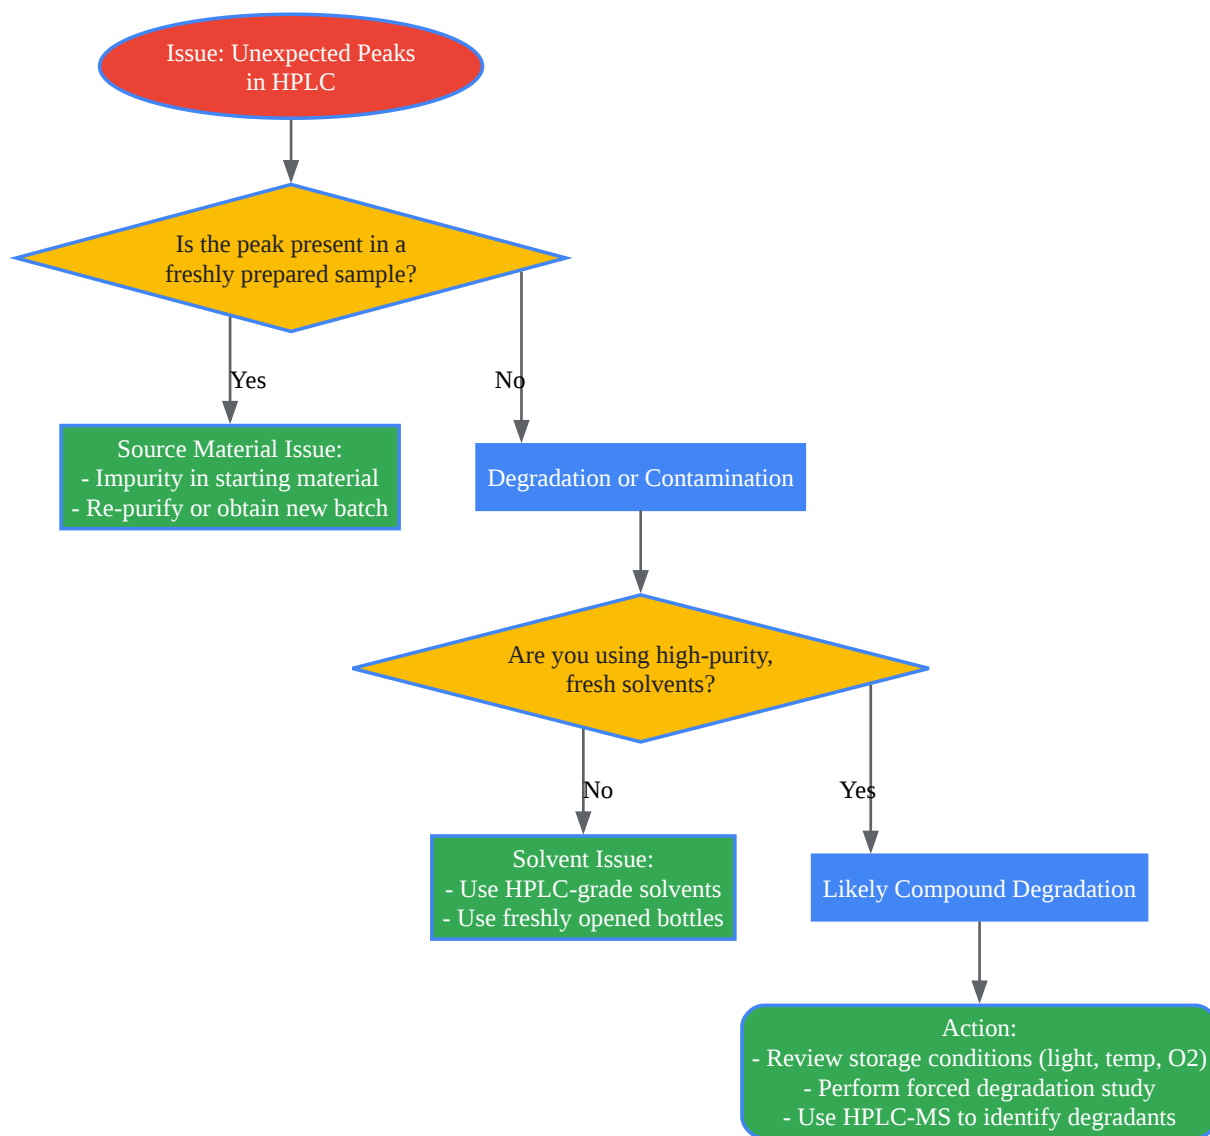 Issue: Unexpected Peaks
in HPLC
Is the peak present in a
freshly prepared sample?
Yes
No
Source Material Issue:
- Impurity in starting material
- Re-purify or obtain new batch
Degradation or Contamination
Are you using high-purity,
fresh solvents?
No
Yes
Solvent Issue:
- Use HPLC-grade solvents
- Use freshly opened bottles
Likely Compound Degradation
Action:
- Review storage conditions (light, temp, O2)
- Perform forced degradation study
- Use HPLC-MS to identify degradants